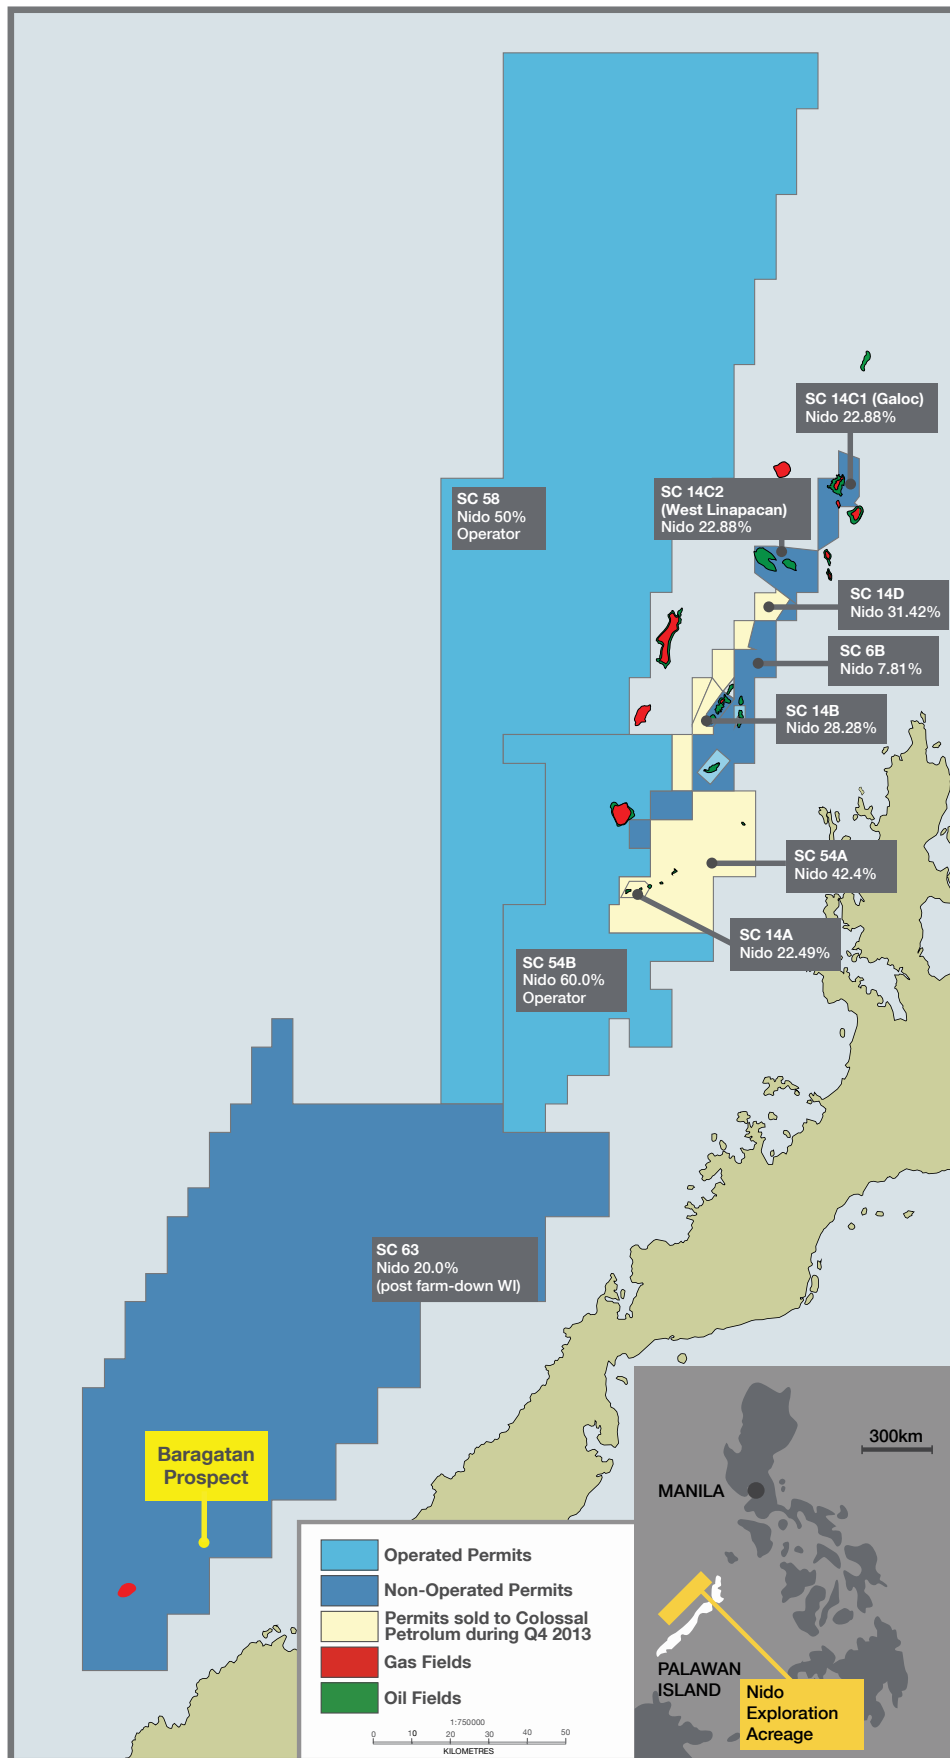 SC 14C1 (Galoc)
Nido 22.88%
SC 58
Nido 50%
Operator
SC 14C2
(West Linapacan)
Nido 22.88%
SC 14D
Nido 31.42%
SC 6B
Nido 7.81%
SC 14B
Nido 28.28%
SC 54A
Nido 42.4%
SC 14A
Nido 22.49%
SC 54B
Nido 60.0%
Operator
SC 63
Nido 20.0%
(post farm-down WI)
Baragatan
Prospect
Operated Permits
Non-Operated Permits
Permits sold to Colossal
Petrolum during Q4 2013
Gas Fields
Oil Fields
1:750000
0 10 20 30 40 50
KILOMETRES
300km
MANILA
PALAWAN
ISLAND
Nido
Exploration
Acreage